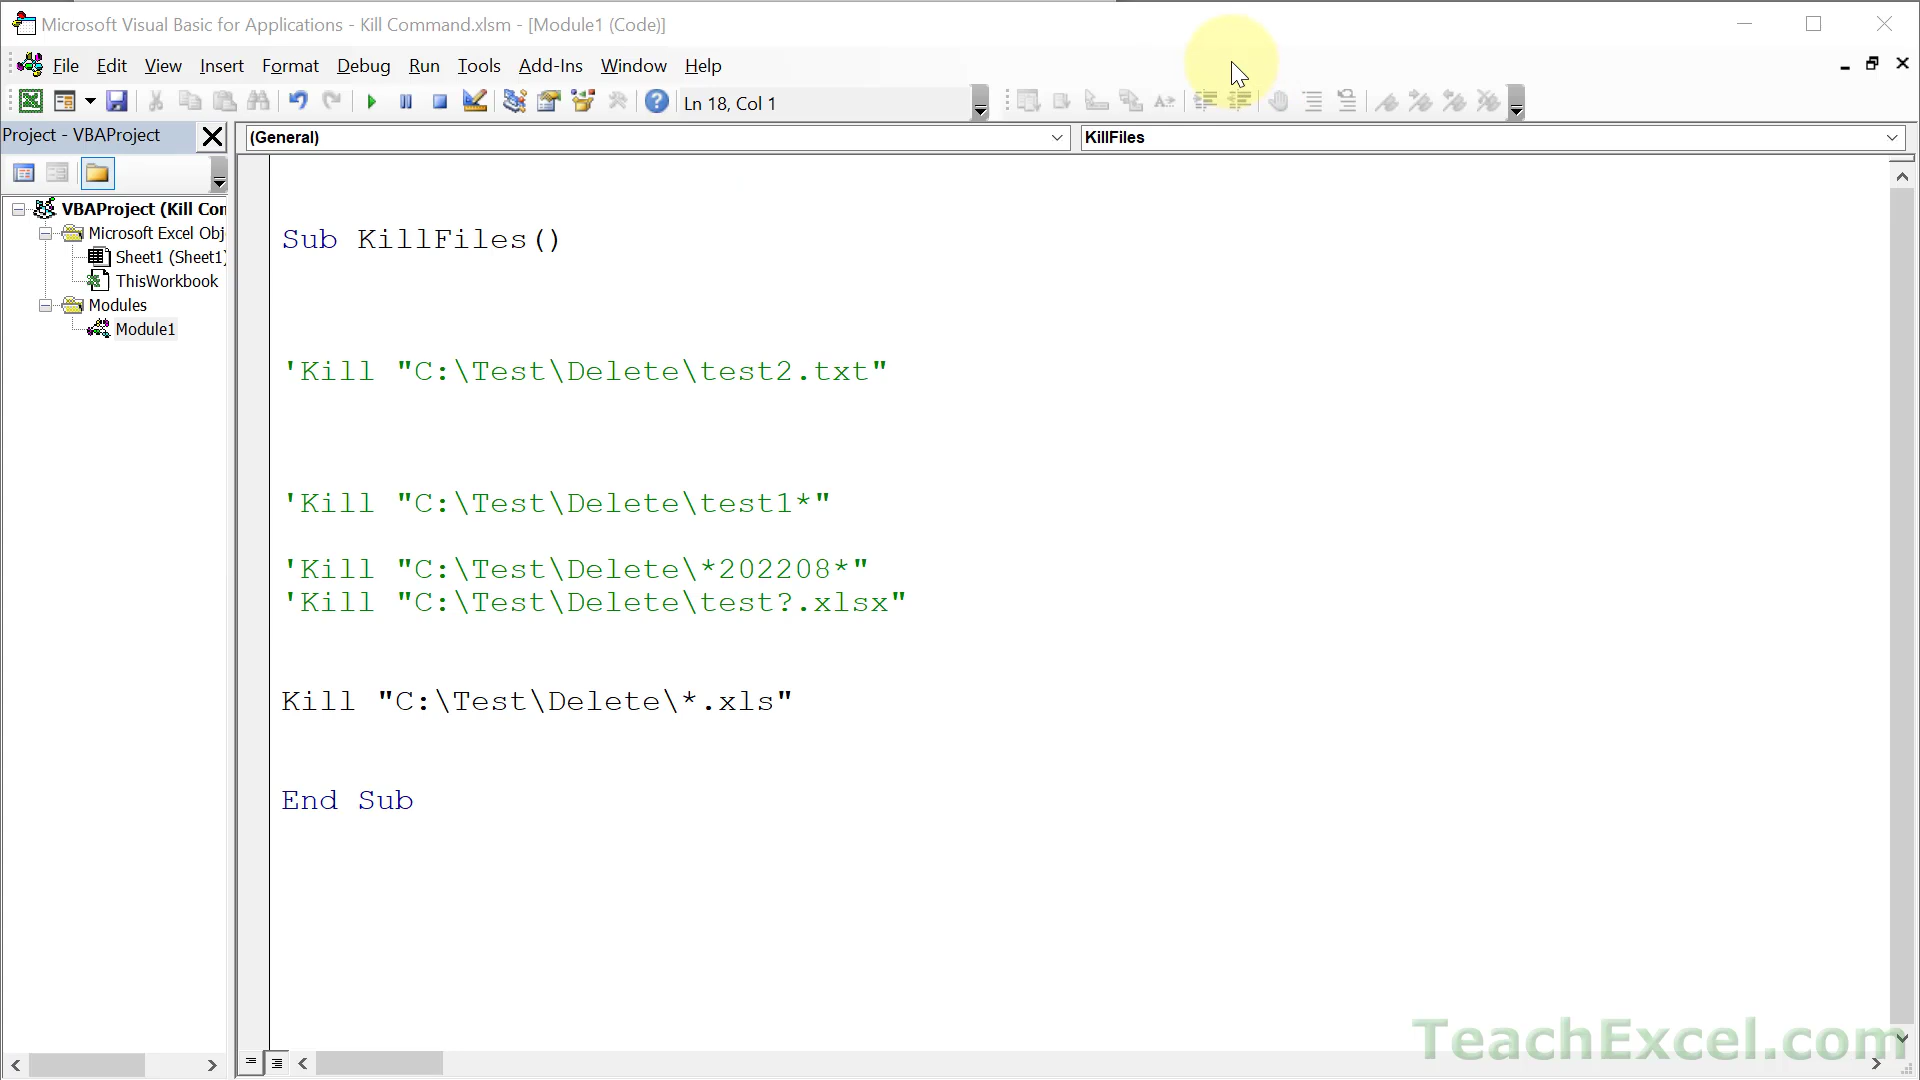 Microsoft Visual Basic for Applications - Kill Command.xlsm - [Module1 (Code)]
File Edit View Insert Format Debug Run Tools Add-Ins Window Help
Ln 18, Col 1
Project - VBAProject
(General)
KillFiles
VBAProject (Kill Con
Microsoft Excel Obj
Sheet1 (Sheet1)
ThisWorkbook
Modules
Module1
Sub KillFiles()
'Kill "C:\Test\Delete\test2.txt"
'Kill "C:\Test\Delete\test1*"
'Kill "C:\Test\Delete\*202208*"
'Kill "C:\Test\Delete\test?.xlsx"
Kill "C:\Test\Delete\*.xls"
End Sub
TeachExcel.com